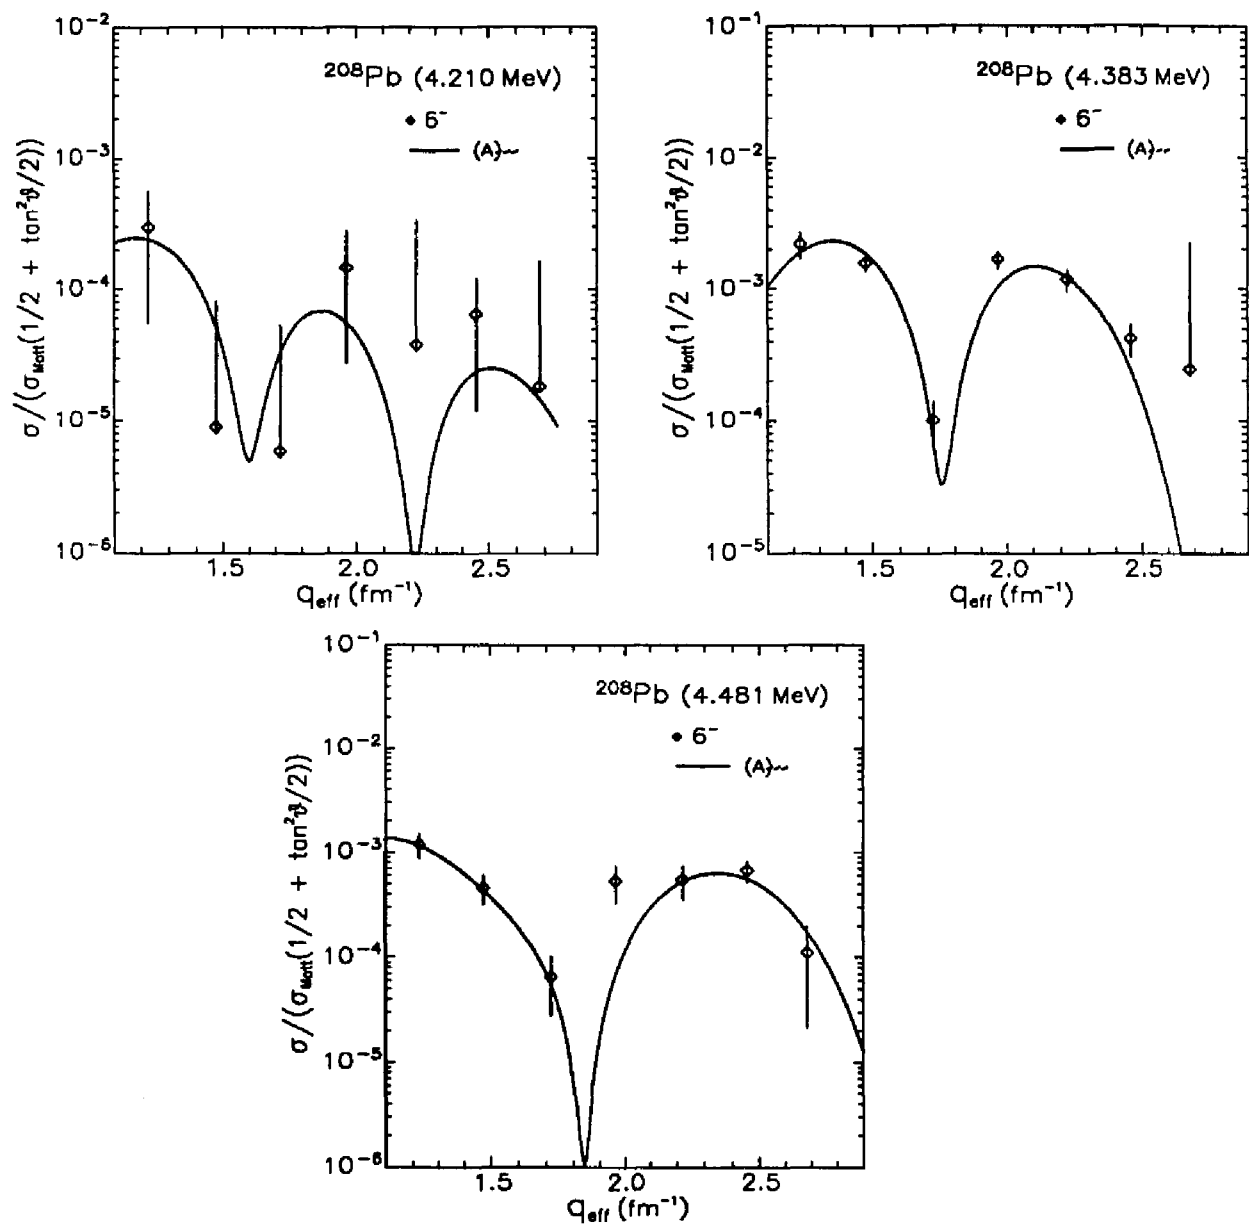 10⁻²
10⁻³
10⁻⁴
10⁻⁵
10⁻⁶
σ/(σMott(1/2 + tan²ϑ/2))
²⁰⁸Pb (4.210 MeV)
6⁻
(A)~
1.5 2.0 2.5
qeff (fm⁻¹)
10⁻¹
10⁻²
10⁻³
10⁻⁴
10⁻⁵
σ/(σMott(1/2 + tan²ϑ/2))
²⁰⁸Pb (4.383 MeV)
6⁻
(A)~
1.5 2.0 2.5
qeff (fm⁻¹)
10⁻¹
10⁻²
10⁻³
10⁻⁴
10⁻⁵
10⁻⁶
σ/(σMott(1/2 + tan²ϑ/2))
²⁰⁸Pb (4.481 MeV)
6⁻
(A)~
1.5 2.0 2.5
qeff (fm⁻¹)